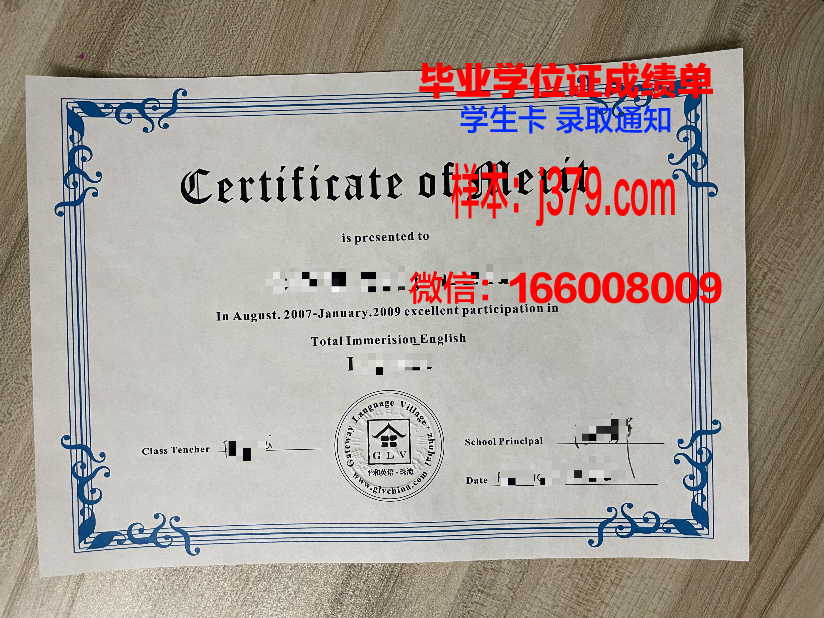 毕业学位证成绩单
学生卡 录取通知
Certificate of Merit
样本：j379.com
is presented to
微信：166008009
In August. 2007-January.2009 excellent participation in
Total Immerision English
Gateway Language Village· zhuhai
GLV
www.glvchina.com
Class Tencher
School Principal
Date